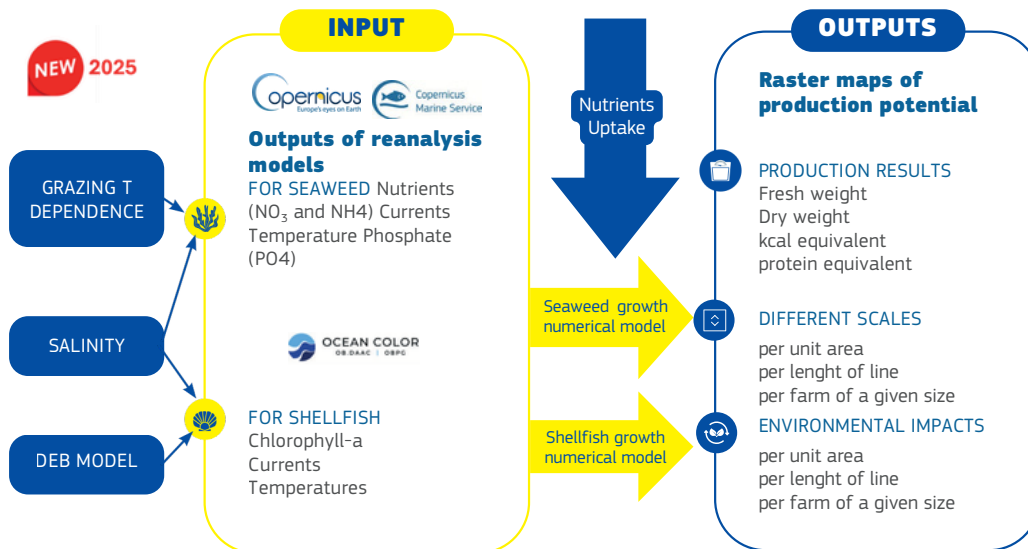 NEW 2025
GRAZING T
DEPENDENCE
SALINITY
DEB MODEL
INPUT
opernicus
Europe's eyes on Earth
Copernicus
Marine Service
Outputs of reanalysis
models
FOR SEAWEED Nutrients
(NO₃ and NH4) Currents
Temperature Phosphate
(PO4)
OCEAN COLOR
OB.DAAC | OBPG
FOR SHELLFISH
Chlorophyll-a
Currents
Temperatures
Nutrients
Uptake
Seaweed growth
numerical model
Shellfish growth
numerical model
OUTPUTS
Raster maps of
production potential
PRODUCTION RESULTS
Fresh weight
Dry weight
kcal equivalent
protein equivalent
DIFFERENT SCALES
per unit area
per lenght of line
per farm of a given size
ENVIRONMENTAL IMPACTS
per unit area
per lenght of line
per farm of a given size